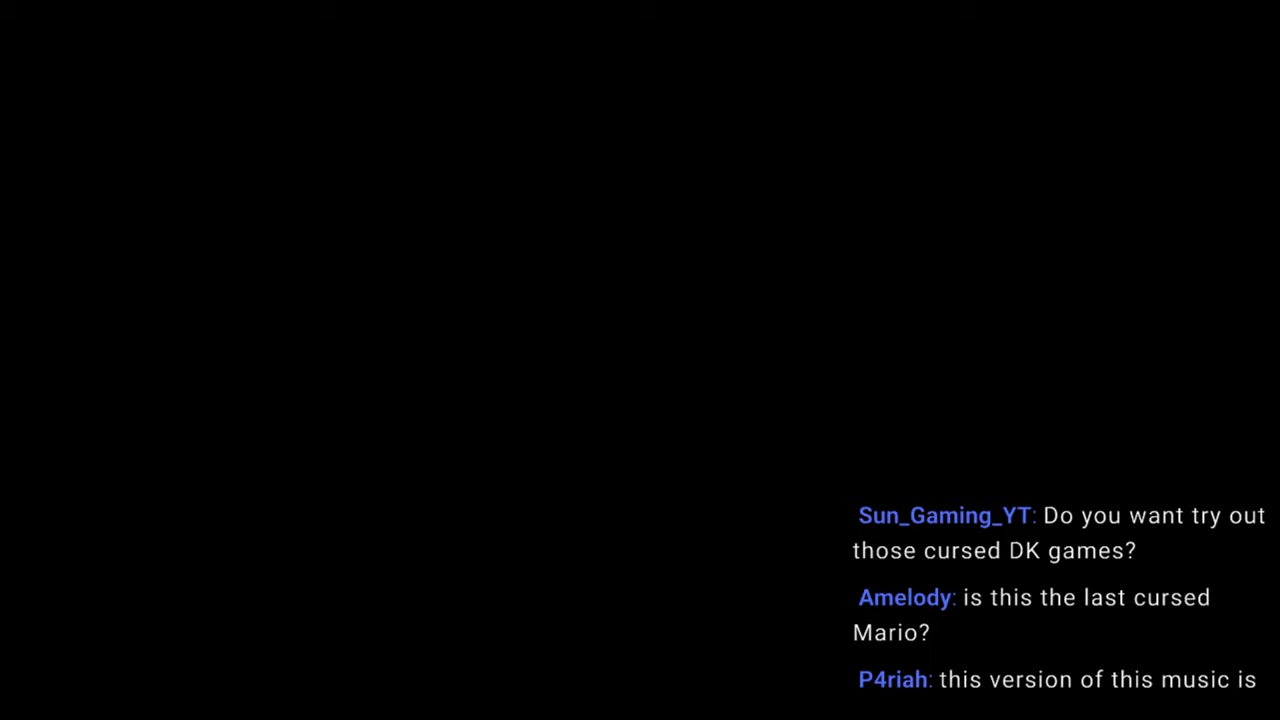 Sun_Gaming_YT: Do you want try out
those cursed DK games?
Amelody: is this the last cursed
Mario?
P4riah: this version of this music is